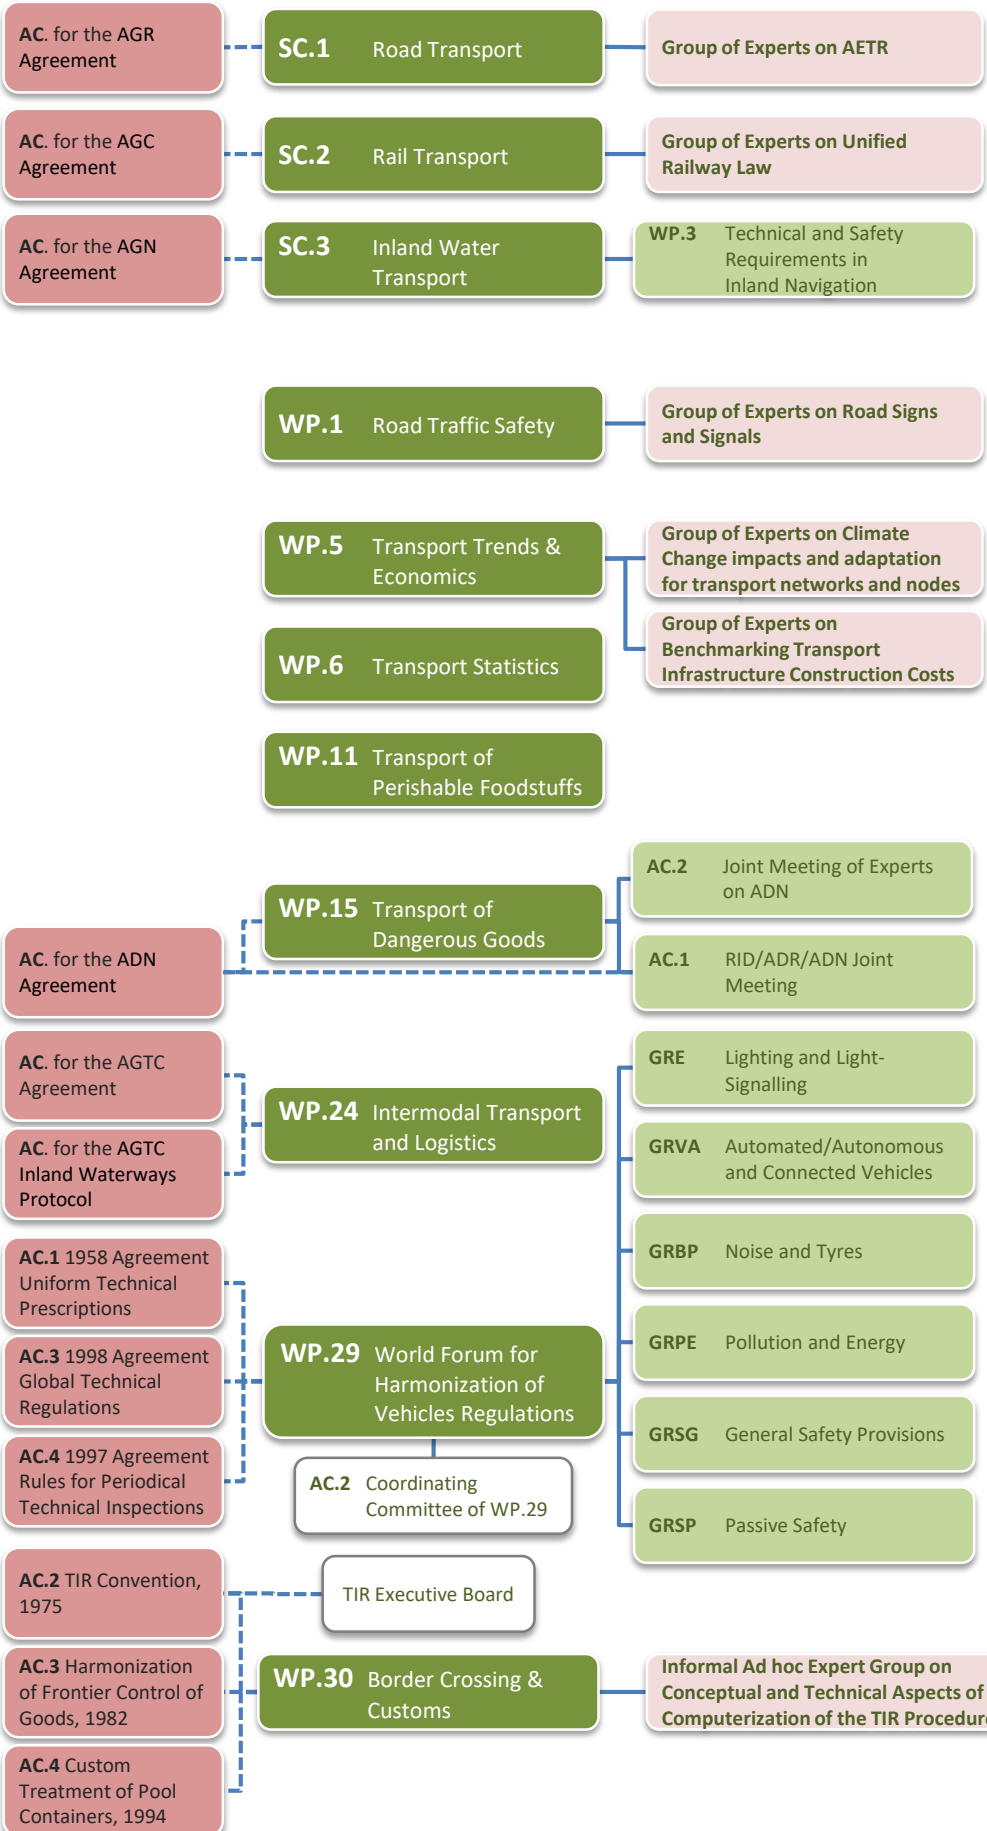 AC. for the AGR
Agreement
SC.1 Road Transport
Group of Experts on AETR
AC. for the AGC
Agreement
SC.2 Rail Transport
Group of Experts on Unified
Railway Law
AC. for the AGN
Agreement
SC.3 Inland Water
Transport
WP.3 Technical and Safety
Requirements in
Inland Navigation
WP.1 Road Traffic Safety
Group of Experts on Road Signs
and Signals
WP.5 Transport Trends &
Economics
Group of Experts on Climate
Change impacts and adaptation
for transport networks and nodes
Group of Experts on
Benchmarking Transport
Infrastructure Construction Costs
WP.6 Transport Statistics
WP.11 Transport of
Perishable Foodstuffs
WP.15 Transport of
Dangerous Goods
AC.2 Joint Meeting of Experts
on ADN
AC. for the ADN
Agreement
AC.1 RID/ADR/ADN Joint
Meeting
AC. for the AGTC
Agreement
AC. for the AGTC
Inland Waterways
Protocol
WP.24 Intermodal Transport
and Logistics
GRE Lighting and Light-
Signalling
GRVA Automated/Autonomous
and Connected Vehicles
GRBP Noise and Tyres
GRPE Pollution and Energy
GRSG General Safety Provisions
GRSP Passive Safety
AC.1 1958 Agreement
Uniform Technical
Prescriptions
AC.3 1998 Agreement
Global Technical
Regulations
AC.4 1997 Agreement
Rules for Periodical
Technical Inspections
WP.29 World Forum for
Harmonization of
Vehicles Regulations
AC.2 Coordinating
Committee of WP.29
AC.2 TIR Convention,
1975
TIR Executive Board
AC.3 Harmonization
of Frontier Control of
Goods, 1982
WP.30 Border Crossing &
Customs
Informal Ad hoc Expert Group on
Conceptual and Technical Aspects of
Computerization of the TIR Procedure
AC.4 Custom
Treatment of Pool
Containers, 1994